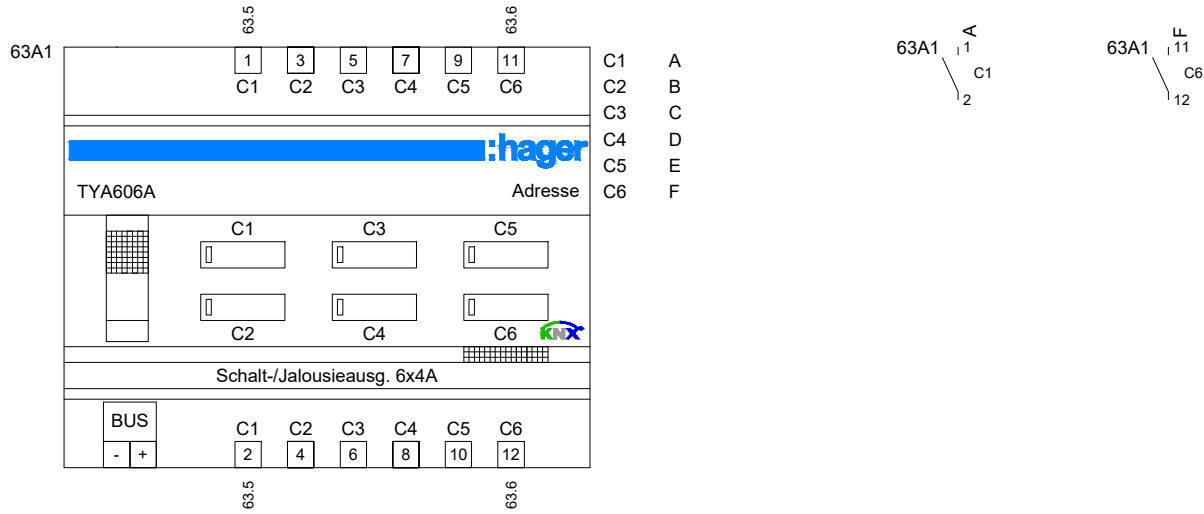 63.5 63.6
63A1
1 3 5 7 9 11
C1 C2 C3 C4 C5 C6
:hager
TYA606A Adresse
C1 A
C2 B
C3 C
C4 D
C5 E
C6 F
C1 C3 C5
C2 C4 C6
KNX
Schalt-/Jalousieausg. 6x4A
BUS
- +
C1 C2 C3 C4 C5 C6
2 4 6 8 10 12
63.5 63.6
A
63A1 1
C1
2
F
63A1 11
C6
12